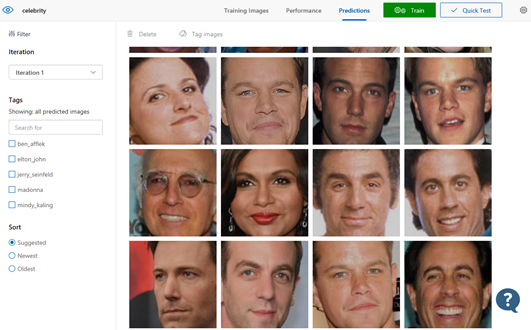 celebrity
Training Images
Performance
Predictions
Train
Quick Test
Filter
Delete
Tag images
Iteration
Iteration 1
Tags
Showing: all predicted images
Search for
ben_afflek
elton_john
jerry_seinfeld
madonna
mindy_kaling
Sort
Suggested
Newest
Oldest
?